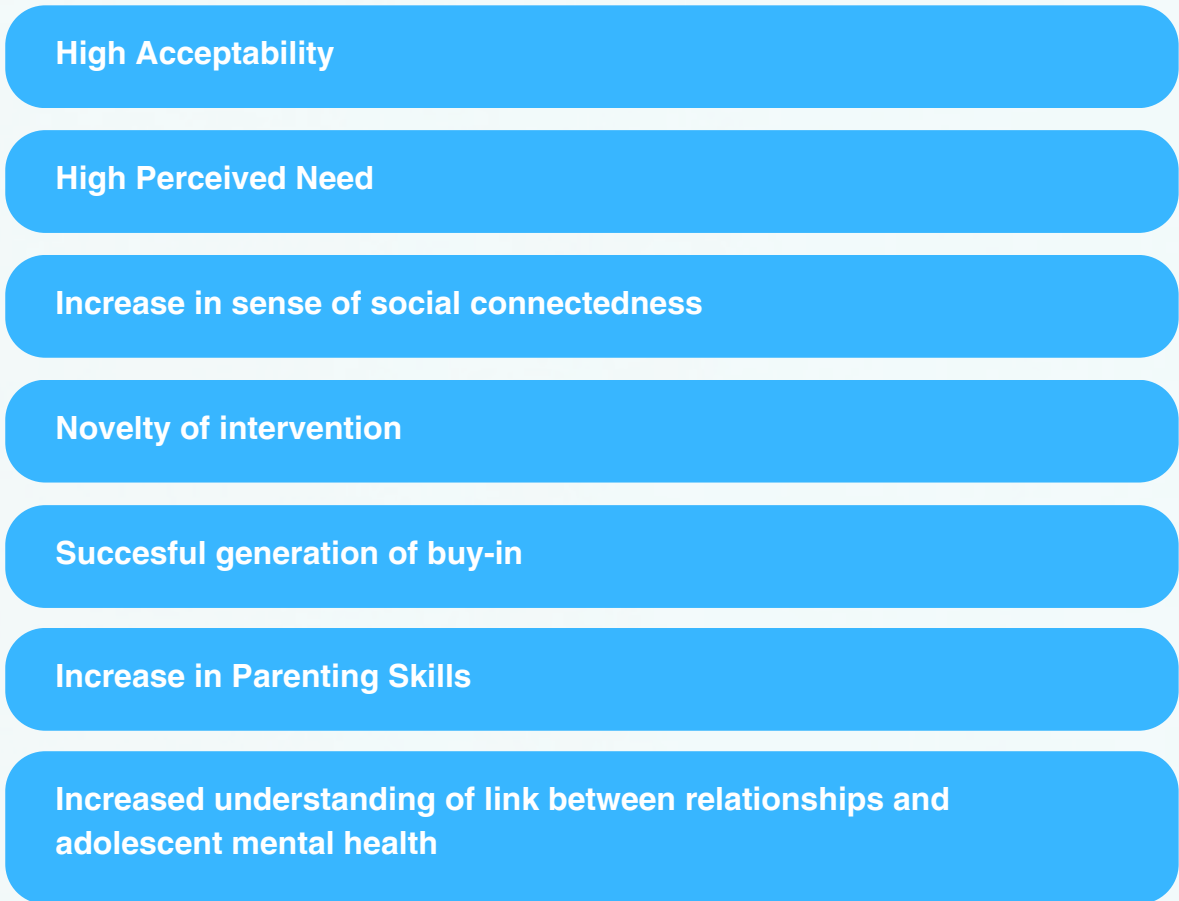 High Acceptability
High Perceived Need
Increase in sense of social connectedness
Novelty of intervention
Succesful generation of buy-in
Increase in Parenting Skills
Increased understanding of link between relationships and
adolescent mental health